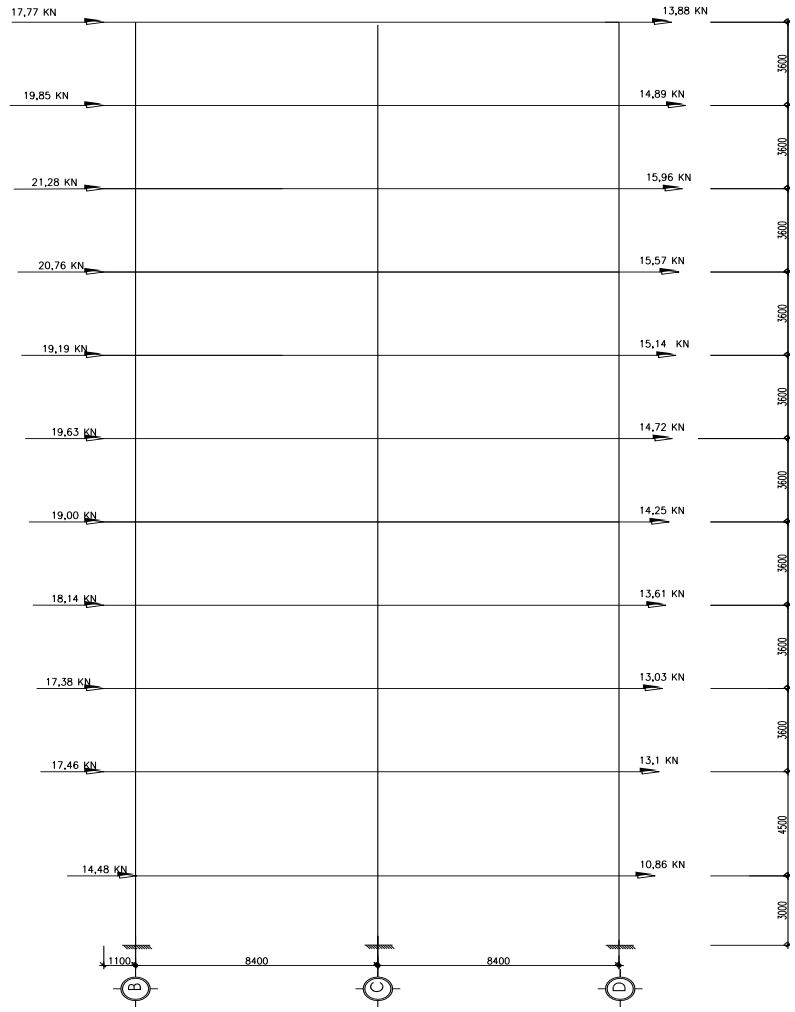 17,77 KN 13,88 KN
3600
19,85 KN 14,89 KN
3600
21,28 KN 15,96 KN
3600
20,76 KN 15,57 KN
3600
19,19 KN 15,14 KN
3600
19,63 KN 14,72 KN
3600
19,00 KN 14,25 KN
3600
18,14 KN 13,61 KN
3600
17,38 KN 13,03 KN
3600
17,46 KN 13,1 KN
4500
14,48 KN 10,86 KN
3000
1100 8400 8400
B C D